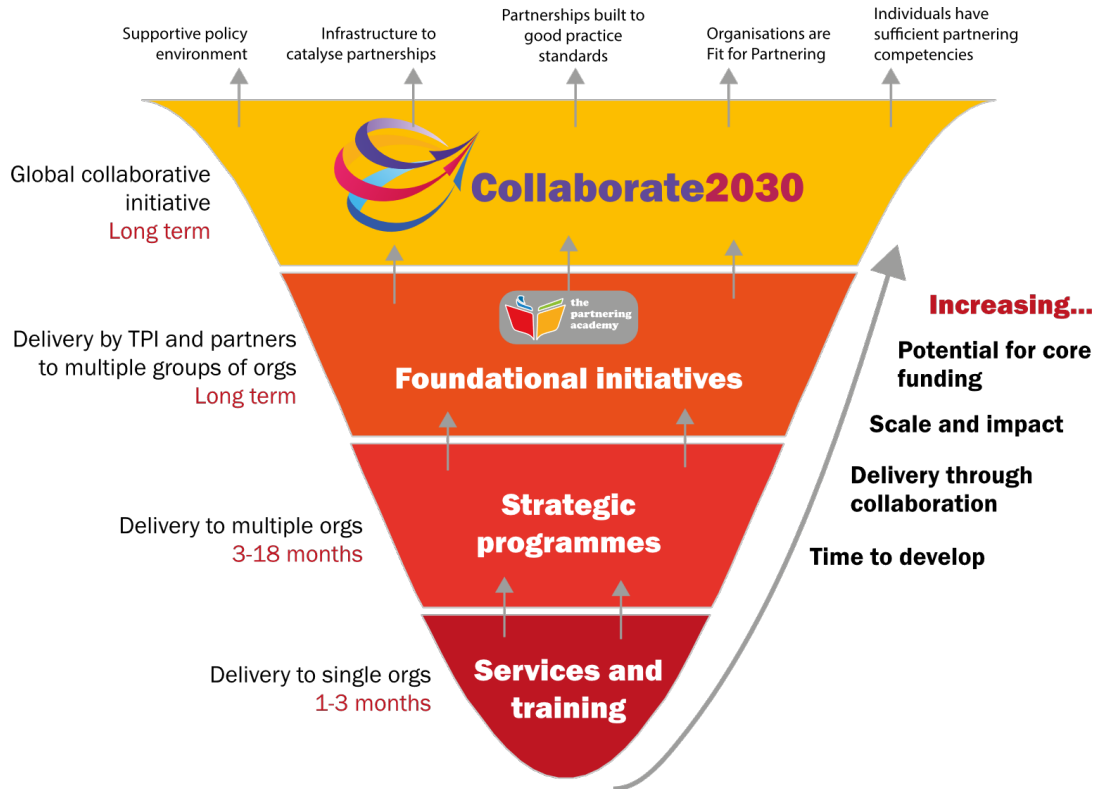 Supportive policy
environment
Infrastructure to
catalyse partnerships
Partnerships built to
good practice
standards
Organisations are
Fit for Partnering
Individuals have
sufficient partnering
competencies
Global collaborative
initiative
Long term
Collaborate2030
Delivery by TPI and partners
to multiple groups of orgs
Long term
the
partnering
academy
Foundational initiatives
Delivery to multiple orgs
3-18 months
Strategic
programmes
Delivery to single orgs
1-3 months
Services and
training
Increasing...
Potential for core
funding
Scale and impact
Delivery through
collaboration
Time to develop